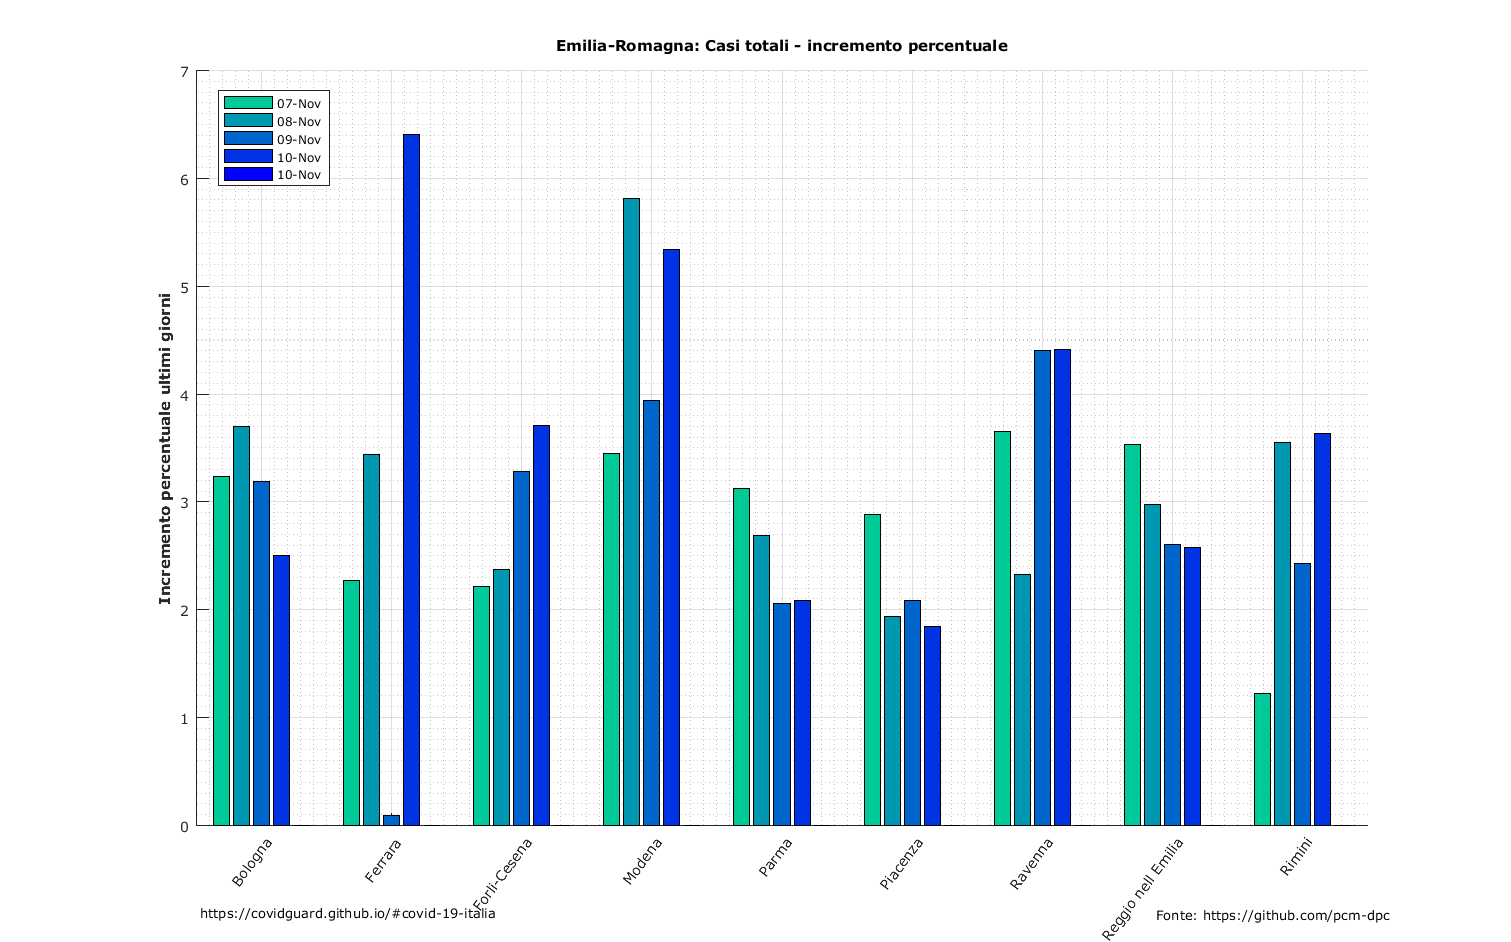 Emilia-Romagna: Casi totali - incremento percentuale
7
6
5
4
3
2
1
0
Incremento percentuale ultimi giorni
07-Nov
08-Nov
09-Nov
10-Nov
10-Nov
Bologna
Ferrara
Forlì-Cesena
Modena
Parma
Piacenza
Ravenna
Reggio nell Emilia
Rimini
https://covidguard.github.io/#covid-19-italia
Fonte: https://github.com/pcm-dpc